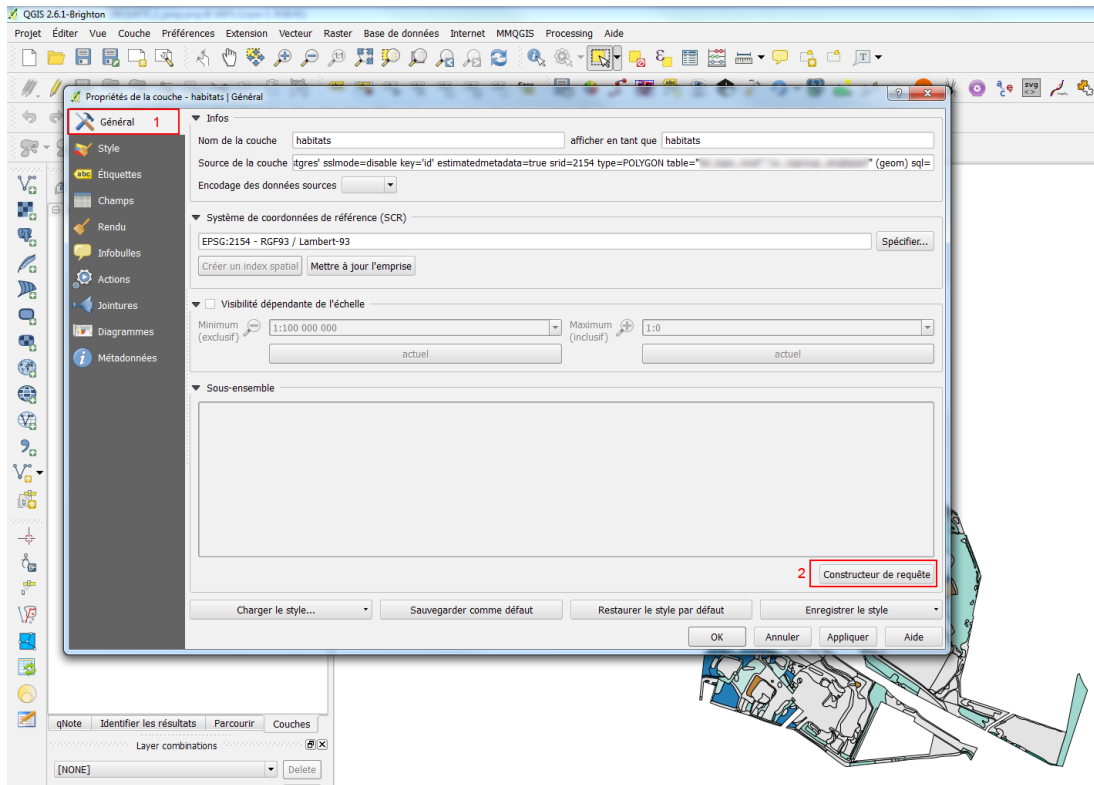 QGIS 2.6.1-Brighton
Projet Éditer Vue Couche Préférences Extension Vecteur Raster Base de données Internet MMQGIS Processing Aide
Propriétés de la couche - habitats | Général
Général 1
Style
Étiquettes
Champs
Rendu
Infobulles
Actions
Jointures
Diagrammes
Métadonnées
Infos
Nom de la couche habitats afficher en tant que habitats
Source de la couche :tgres' sslmode=disable key='id' estimatedmetadata=true srid=2154 type=POLYGON table=" " (geom) sql=
Encodage des données sources
Système de coordonnées de référence (SCR)
EPSG:2154 - RGF93 / Lambert-93 Spécifier...
Créer un index spatial Mettre à jour l'emprise
Visibilité dépendante de l'échelle
Minimum (exclusif) 1:100 000 000 Maximum (inclusif) 1:0
actuel actuel
Sous-ensemble
2 Constructeur de requête
Charger le style... Sauvegarder comme défaut Restaurer le style par défaut Enregistrer le style
OK Annuler Appliquer Aide
qNote Identifier les résultats Parcourir Couches
Layer combinations
[NONE] Delete